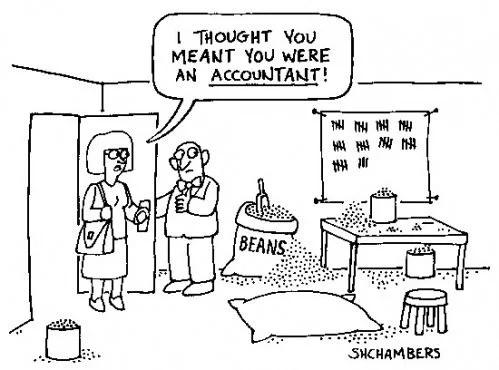 I THOUGHT YOU
MEANT YOU WERE
AN ACCOUNTANT!
BEANS
SHCHAMBERS